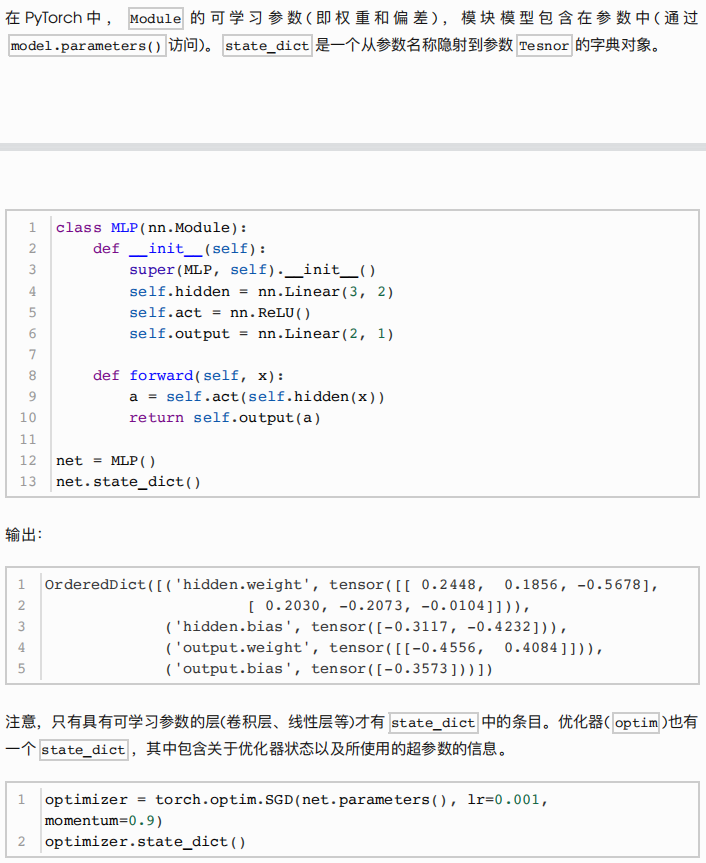 在 PyTorch 中， Module 的可学习参数(即权重和偏差)，模块模型包含在参数中(通过
model.parameters() 访问)。 state_dict 是一个从参数名称隐射到参数 Tesnor 的字典对象。
1 class MLP(nn.Module):
2     def __init__(self):
3         super(MLP, self).__init__()
4         self.hidden = nn.Linear(3, 2)
5         self.act = nn.ReLU()
6         self.output = nn.Linear(2, 1)
7
8     def forward(self, x):
9         a = self.act(self.hidden(x))
10         return self.output(a)
11
12 net = MLP()
13 net.state_dict()
输出：
1 OrderedDict([('hidden.weight', tensor([[ 0.2448,  0.1856, -0.5678],
2                       [ 0.2030, -0.2073, -0.0104]])),
3              ('hidden.bias', tensor([-0.3117, -0.4232])),
4              ('output.weight', tensor([[-0.4556,  0.4084]])),
5              ('output.bias', tensor([-0.3573]))])
注意，只有具有可学习参数的层(卷积层、线性层等)才有 state_dict 中的条目。优化器( optim )也有
一个 state_dict ，其中包含关于优化器状态以及所使用的超参数的信息。
1 optimizer = torch.optim.SGD(net.parameters(), lr=0.001,
momentum=0.9)
2 optimizer.state_dict()